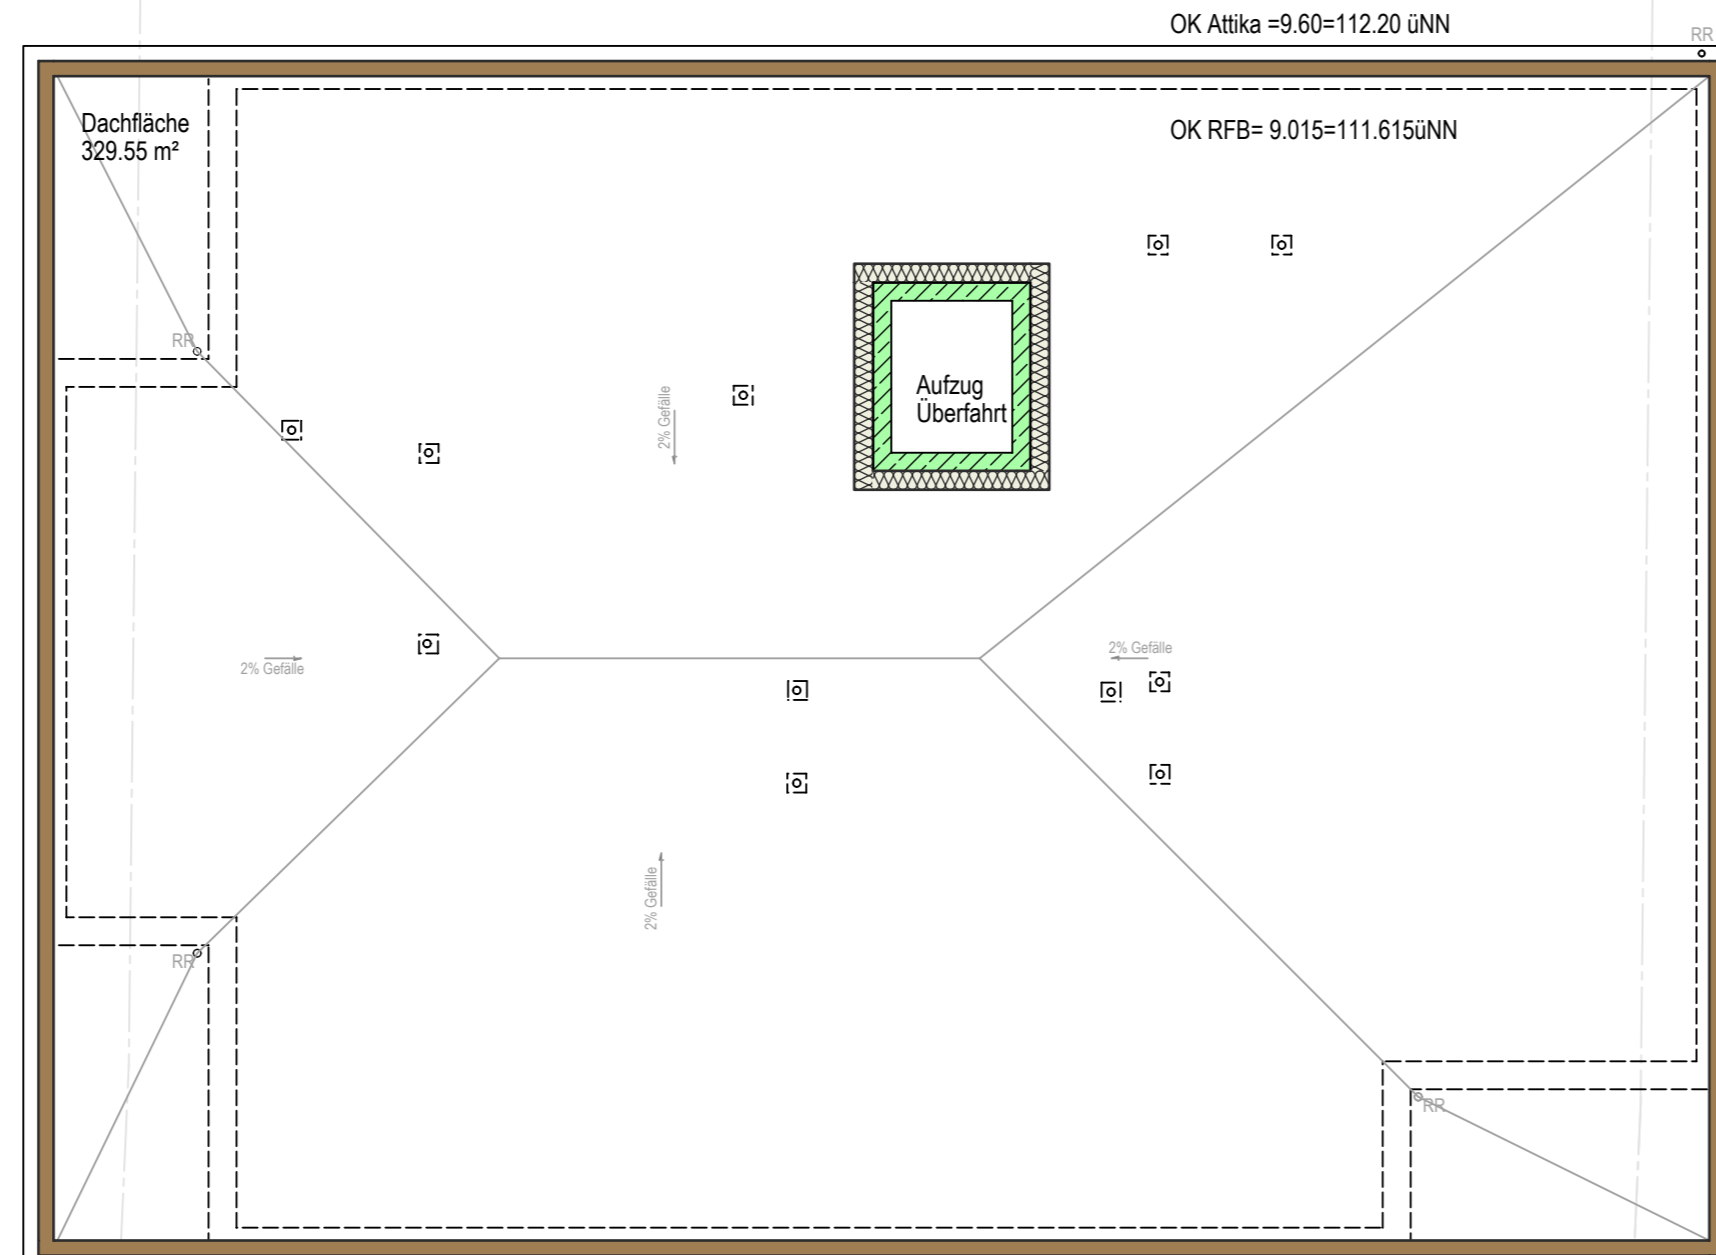 OK Attika =9.60=112.20 üNN
RR
Dachfläche
329.55 m²
OK RFB= 9.015=111.615üNN
RR
Aufzug
Überfahrt
2% Gefälle
2% Gefälle
2% Gefälle
2% Gefälle
RR
RR